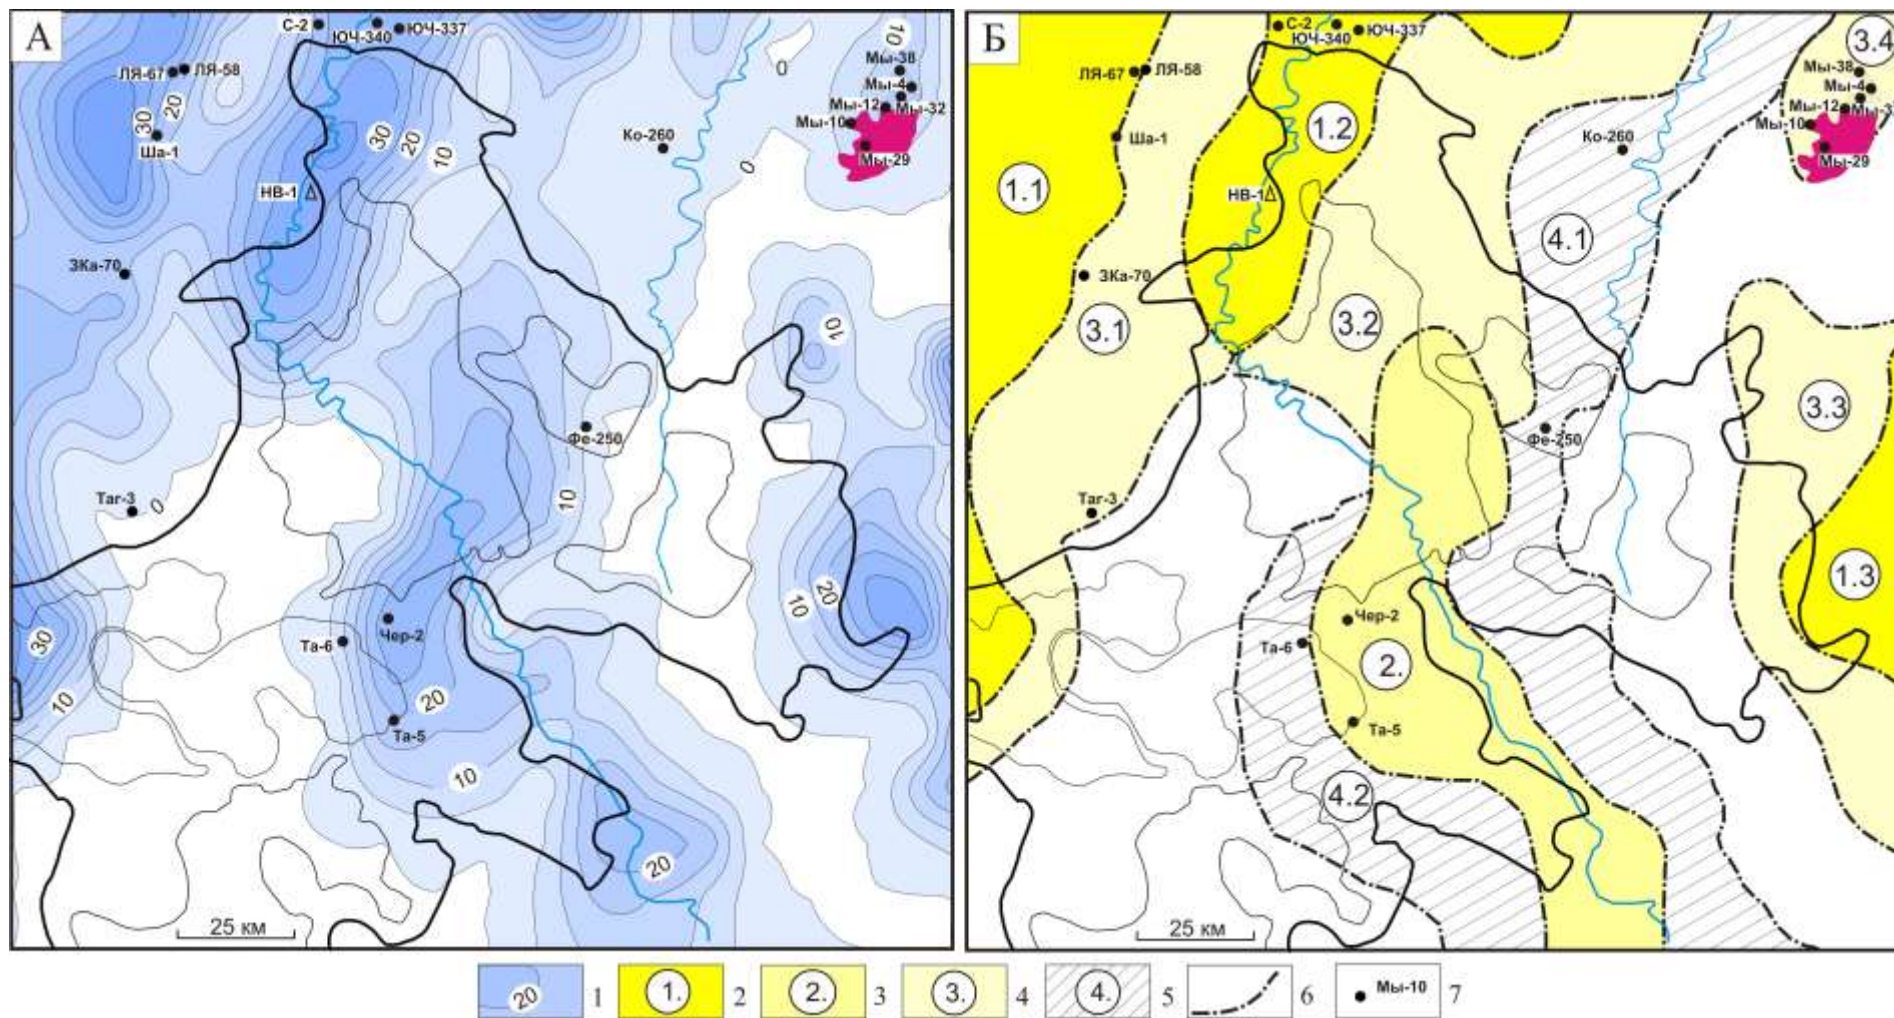 А
С-2
ЮЧ-340
ЮЧ-337
ЛЯ-67
ЛЯ-58
30
20
Ша-1
30
20
10
0
10
Мы-38
Мы-4
Мы-12
Мы-32
Мы-10
Мы-29
Ко-260
0
НВ-1
ЗКа-70
10
Фе-250
Таг-3
0
10
30
10
Та-6
Чер-2
20
Та-5
10
10
20
20
25 км
Б
С-2
ЮЧ-340
ЮЧ-337
ЛЯ-67
ЛЯ-58
Ша-1
1.1
1.2
НВ-1
3.4
Мы-38
Мы-4
Мы-12
Мы-3
Мы-10
Мы-29
Ко-260
4.1
ЗКа-70
3.1
3.2
3.3
Фе-250
Таг-3
1.3
Чер-2
Та-6
2.
Та-5
4.2
25 км
20 1
1. 2
2. 3
3. 4
4. 5
6
Мы-10 7